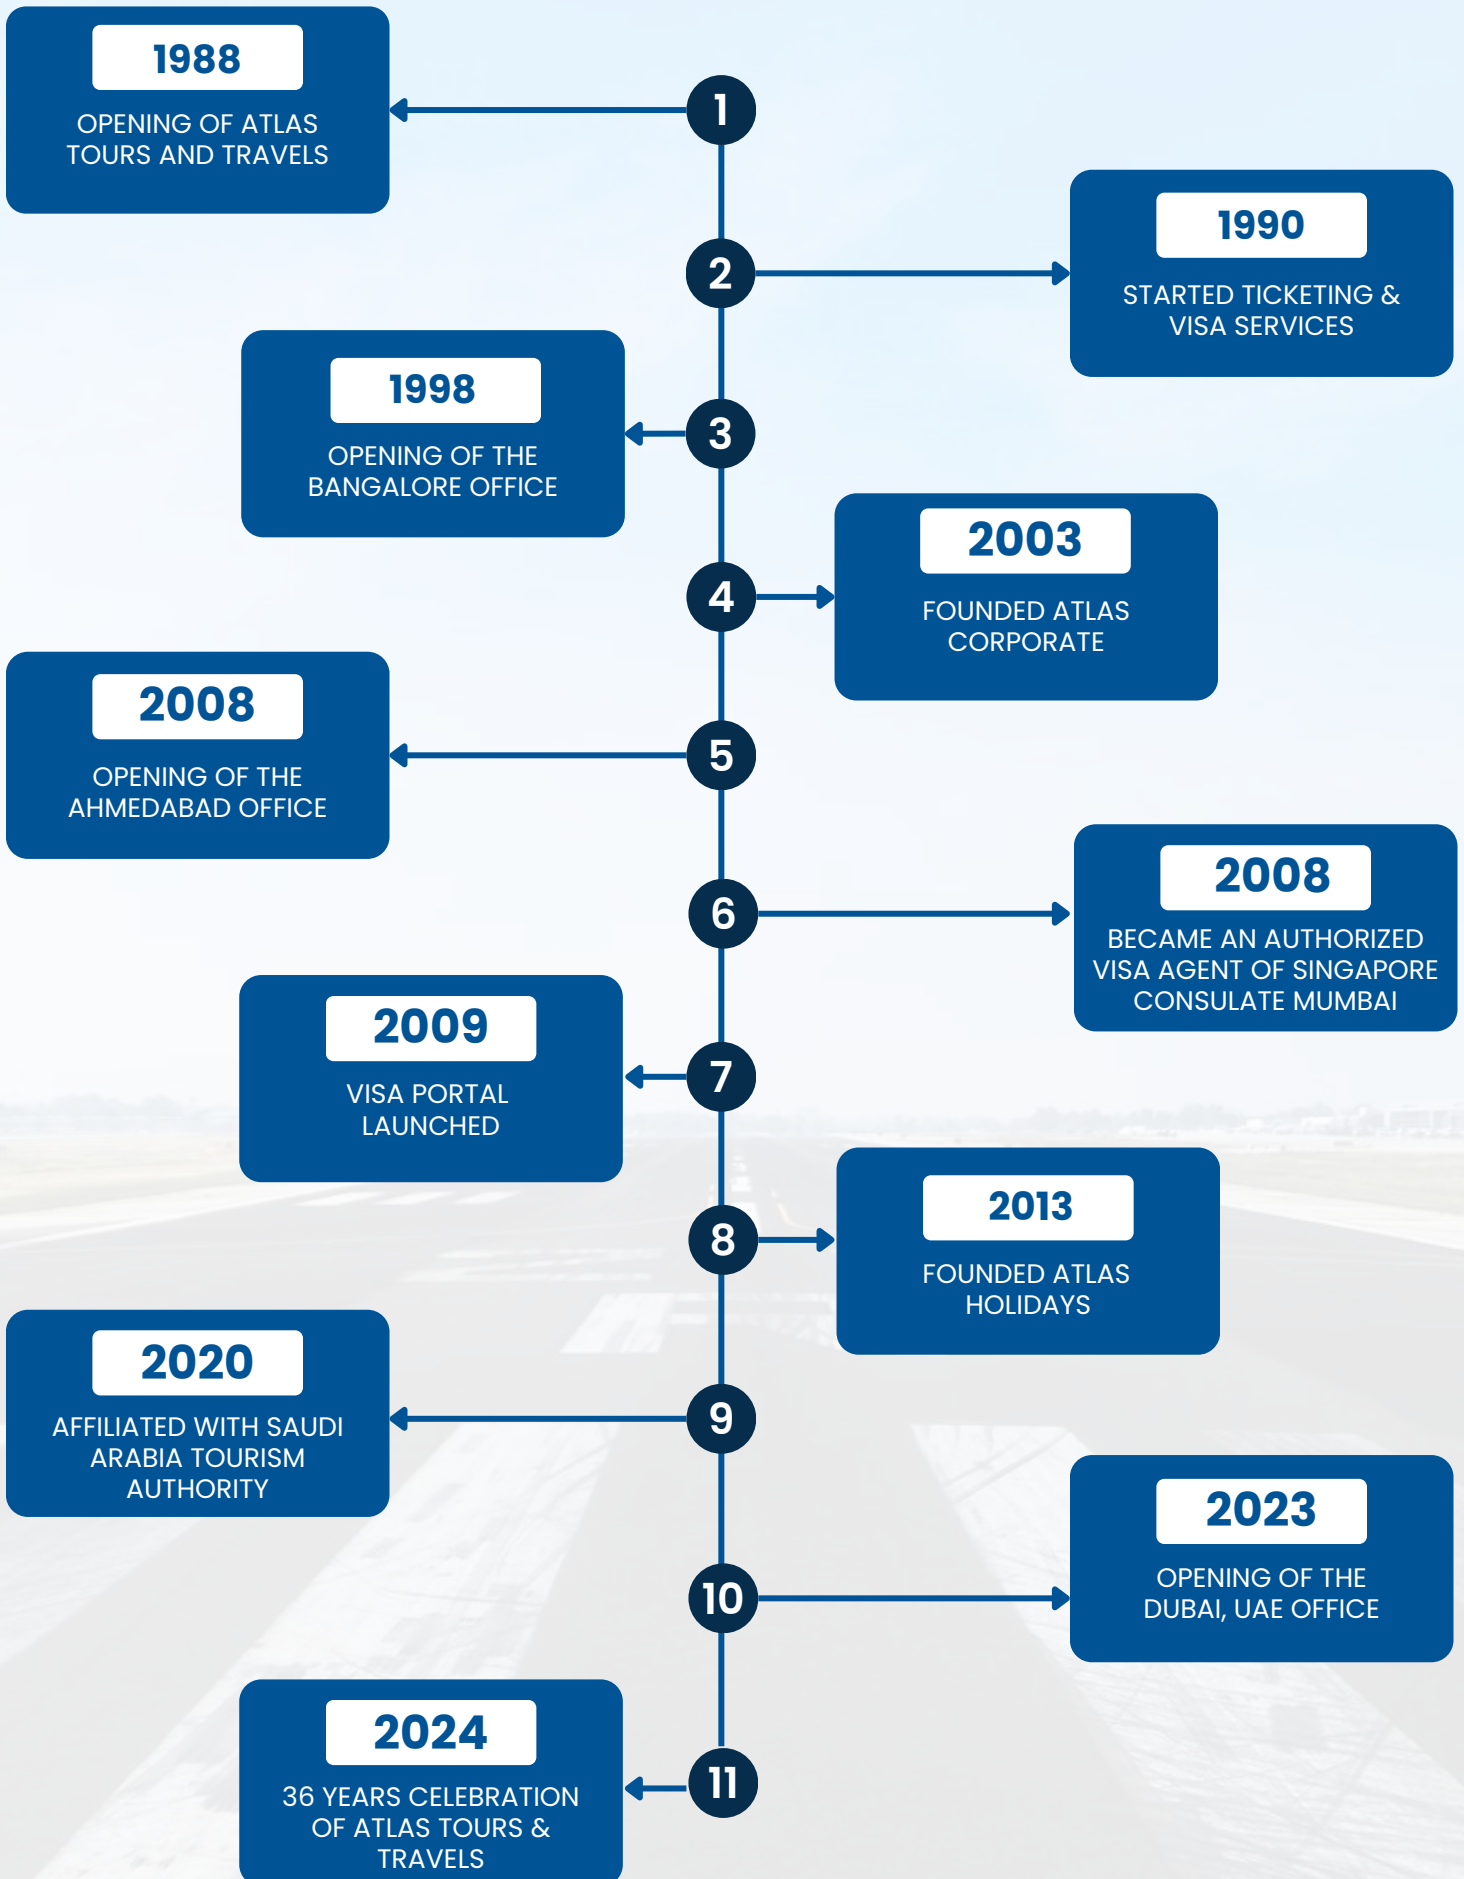 1988
OPENING OF ATLAS
TOURS AND TRAVELS
1
1990
STARTED TICKETING &
VISA SERVICES
2
1998
OPENING OF THE
BANGALORE OFFICE
3
2003
FOUNDED ATLAS
CORPORATE
4
2008
OPENING OF THE
AHMEDABAD OFFICE
5
2008
BECAME AN AUTHORIZED
VISA AGENT OF SINGAPORE
CONSULATE MUMBAI
6
2009
VISA PORTAL
LAUNCHED
7
2013
FOUNDED ATLAS
HOLIDAYS
8
2020
AFFILIATED WITH SAUDI
ARABIA TOURISM
AUTHORITY
9
2023
OPENING OF THE
DUBAI, UAE OFFICE
10
2024
36 YEARS CELEBRATION
OF ATLAS TOURS &
TRAVELS
11